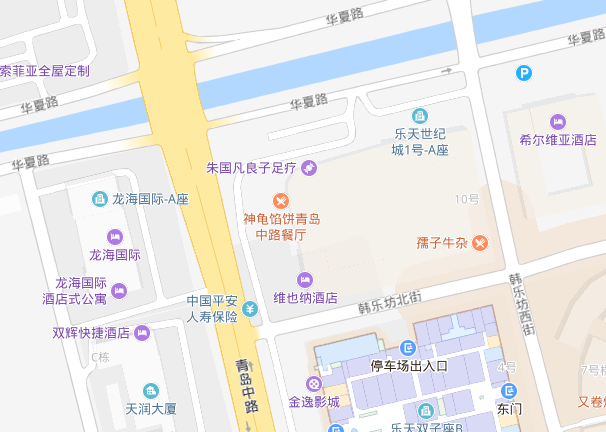 华夏路
华夏路
索菲亚全屋定制
华夏路
华夏路
P
乐天世纪
城1号-A座
希尔维亚酒店
华夏路
朱国凡良子足疗
龙海国际-A座
10号
神龟馅饼青岛
中路餐厅
孺子牛杂
龙海国际
龙海国际
酒店式公寓
维也纳酒店
韩乐坊北街
韩乐坊西街
中国平安
人寿保险
¥
双辉快捷酒店
C栋
停车场出入口
4号
青岛中路
金逸影城
天润大厦
东门
乐天双子座B